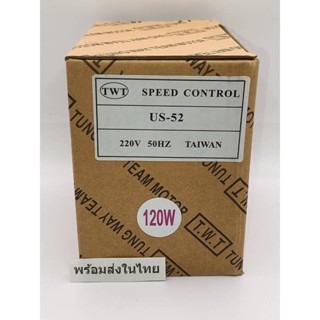 TWT SPEED CONTROL
US-52
220V 50HZ TAIWAN
TUNG WAY TEAM MOTOR
T.W.T
120W
พร้อมส่งในไทย